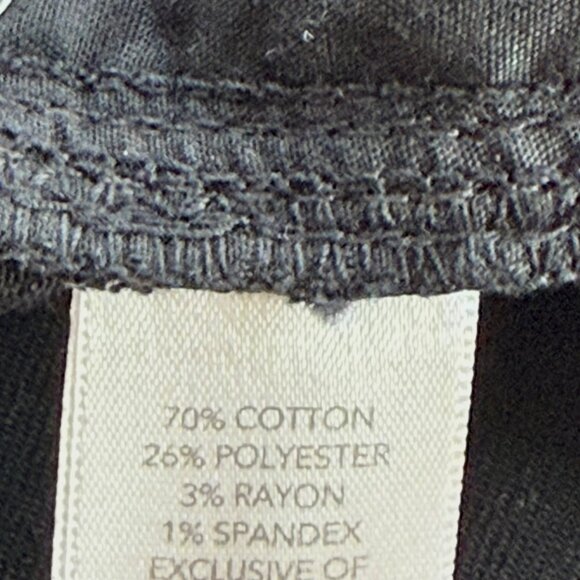 70% COTTON
26% POLYESTER
3% RAYON
1% SPANDEX
EXCLUSIVE OF